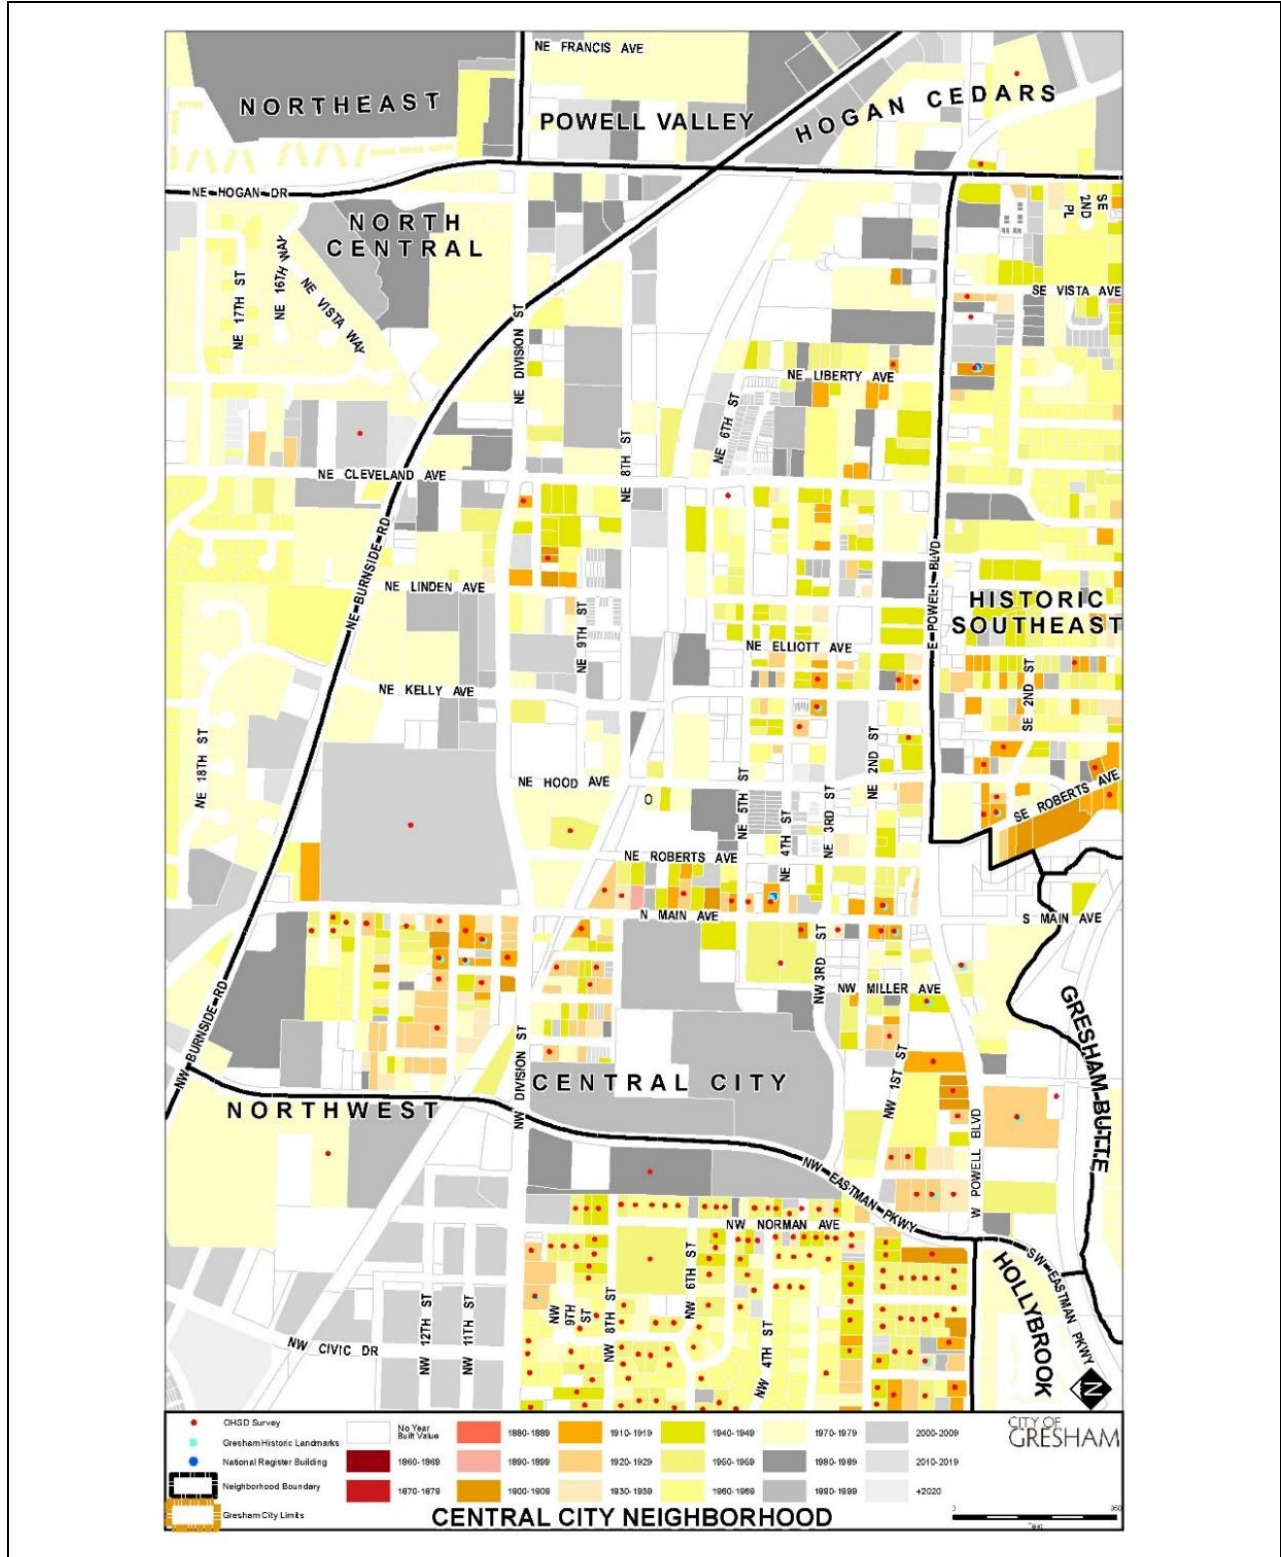 NE FRANCIS AVE
NORTHEAST
POWELL VALLEY
HOGAN CEDARS
NE HOGAN DR
NORTH
CENTRAL
SE
2ND
PL
NE 17TH ST
NE 16TH WAY
NE VISTA WAY
SE VISTA AVE
NE DIVISION ST
NE LIBERTY AVE
NE 6TH ST
NE 8TH ST
NE CLEVELAND AVE
NE BURNSIDE RD
E POWELL BLVD
NE LINDEN AVE
HISTORIC
SOUTHEAST
NE 9TH ST
NE ELLIOTT AVE
NE KELLY AVE
SE 2ND ST
NE 18TH ST
NE 2ND ST
NE HOOD AVE
NE 5TH ST
NE 4TH ST
NE 3RD ST
SE ROBERTS AVE
NE ROBERTS AVE
N MAIN AVE
S MAIN AVE
NW 3RD ST
NW MILLER AVE
NW BURNSIDE RD
GRESHAM BUTTE
NW DIVISION ST
CENTRAL CITY
NW 1ST ST
NORTHWEST
W POWELL BLVD
NW EASTMAN PKWY
NW NORMAN AVE
NW 6TH ST
SW EASTMAN PKWY
HOLLYBROOK
NW
9TH
ST
NW 8TH ST
NW 12TH ST
NW 11TH ST
NW 4TH ST
NW CIVIC DR
N
OHSD Survey
Gresham Historic Landmarks
National Register Building
Neighborhood Boundary
Gresham City Limits
No Year
Built Value
1860-1869
1870-1879
1880-1889
1890-1899
1900-1909
1910-1919
1920-1929
1930-1939
1940-1949
1950-1959
1960-1969
1970-1979
1980-1989
1990-1999
2000-2009
2010-2019
+2020
CITY OF
GRESHAM
0
Feet
CENTRAL CITY NEIGHBORHOOD